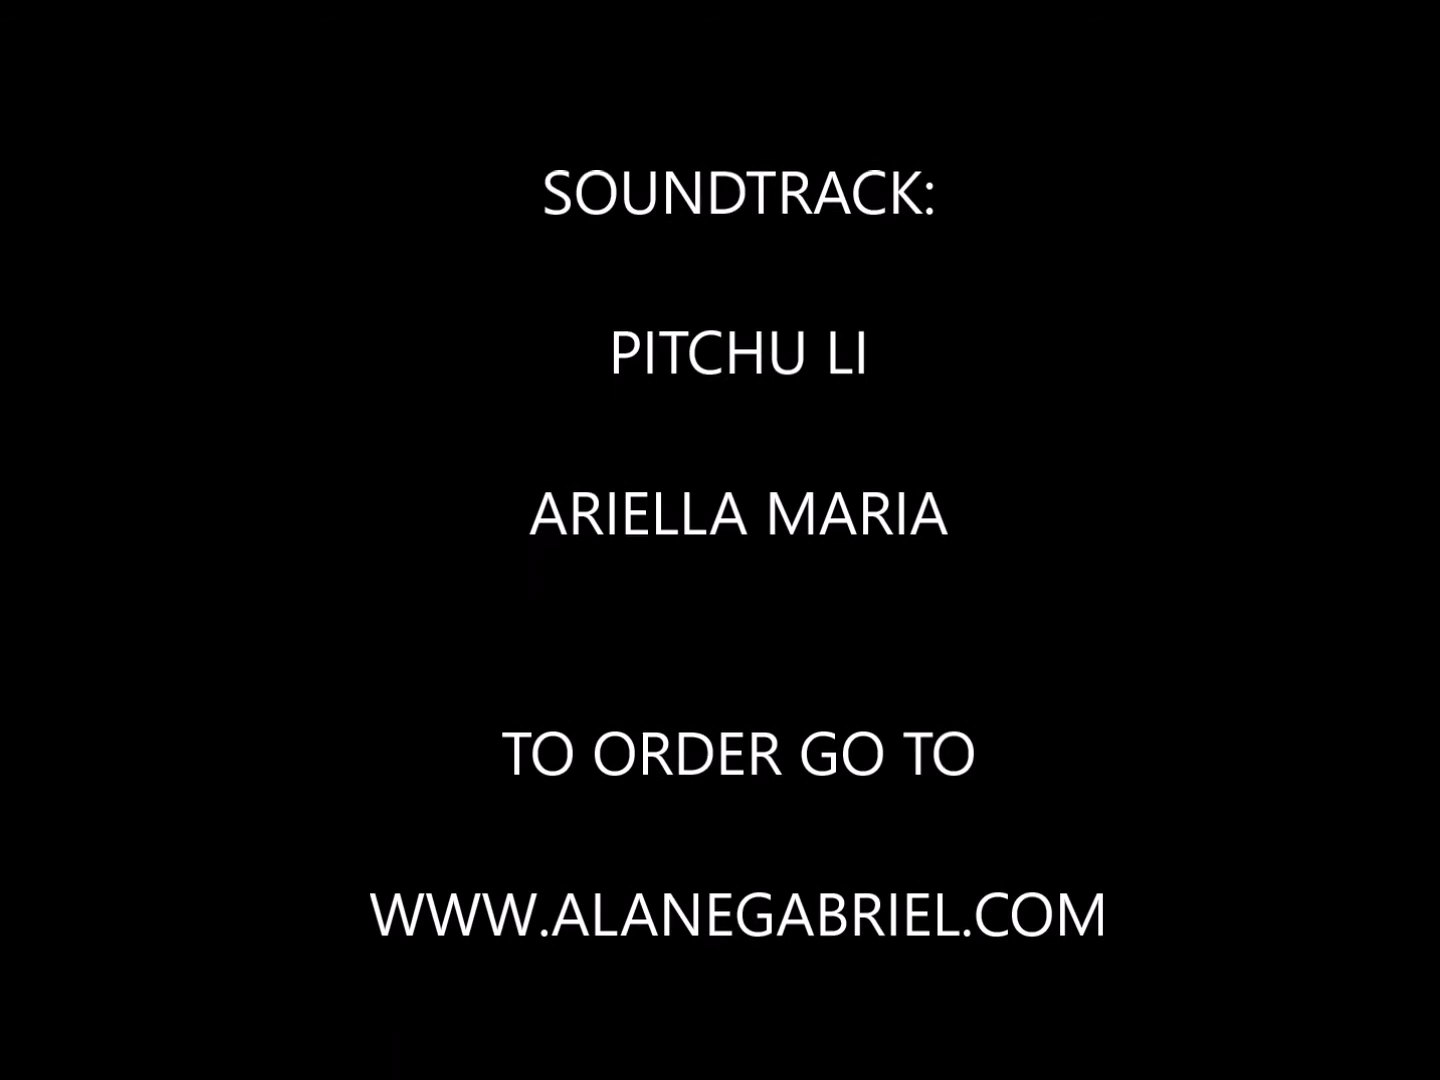 SOUNDTRACK:
PITCHU LI
ARIELLA MARIA
TO ORDER GO TO
WWW.ALANEGABRIEL.COM